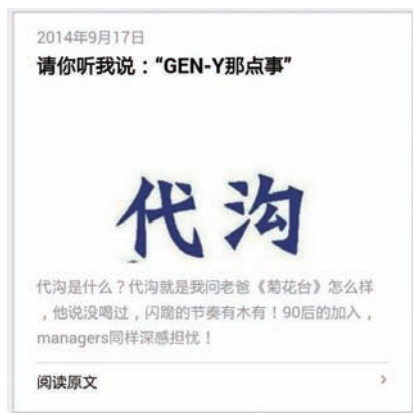 2014年9月17日
请你听我说：“GEN-Y那点事”
代沟
代沟是什么？代沟就是我问老爸《菊花台》怎么样
，他说没喝过，闪跪的节奏有木有！90后的加入，
managers同样深感担忧！
阅读原文